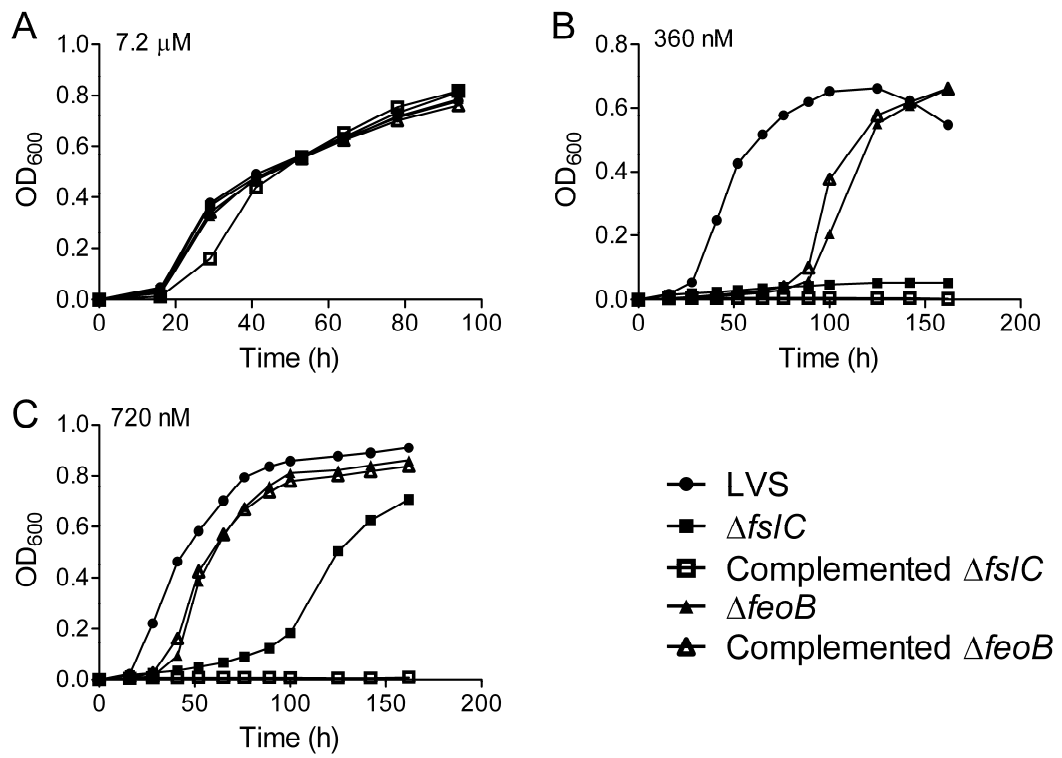 A
7.2 μM
1.0
0.8
0.6
0.4
0.2
0.0
OD600
0 20 40 60 80 100
Time (h)
B
360 nM
0.8
0.6
0.4
0.2
0.0
OD600
0 50 100 150 200
Time (h)
C
720 nM
1.0
0.8
0.6
0.4
0.2
0.0
OD600
0 50 100 150 200
Time (h)
LVS
ΔfslC
Complemented ΔfslC
ΔfeoB
Complemented ΔfeoB